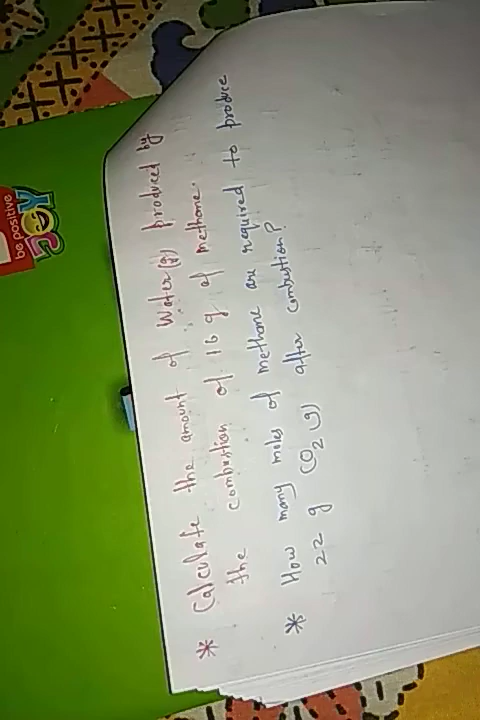 * Calculate the amount of Water(g) produced by
the combustion of 16 g of methane.
* How many moles of methane are required to produce
22 g CO2 (g) after combustion?
be positive
JOY